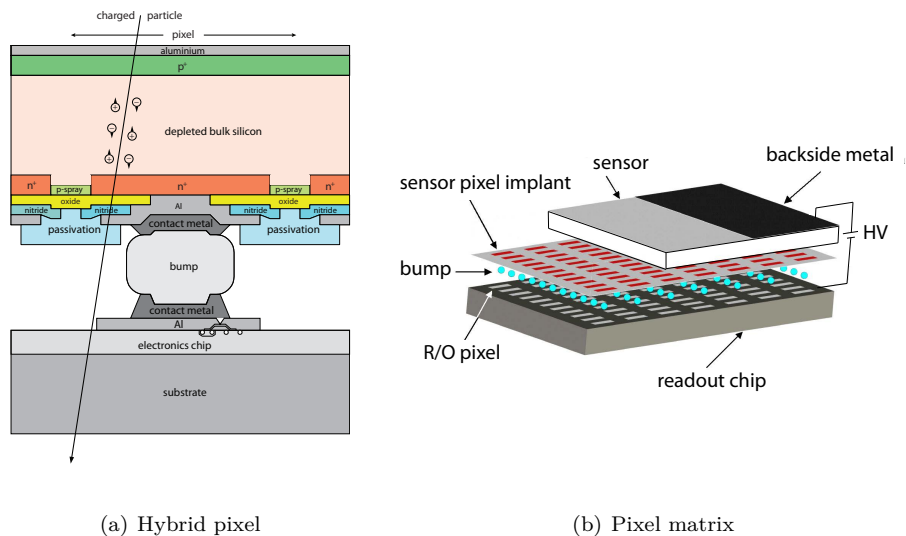 charged particle
pixel
aluminium
p+
+ −
− +
+ −
depleted bulk silicon
n+ p-spray n+ p-spray n+
oxide Al oxide
nitride nitride nitride nitride
passivation contact metal passivation
bump
contact metal
Al
electronics chip
substrate
(a) Hybrid pixel
backside metal
sensor
sensor pixel implant
HV
bump
R/O pixel
readout chip
(b) Pixel matrix